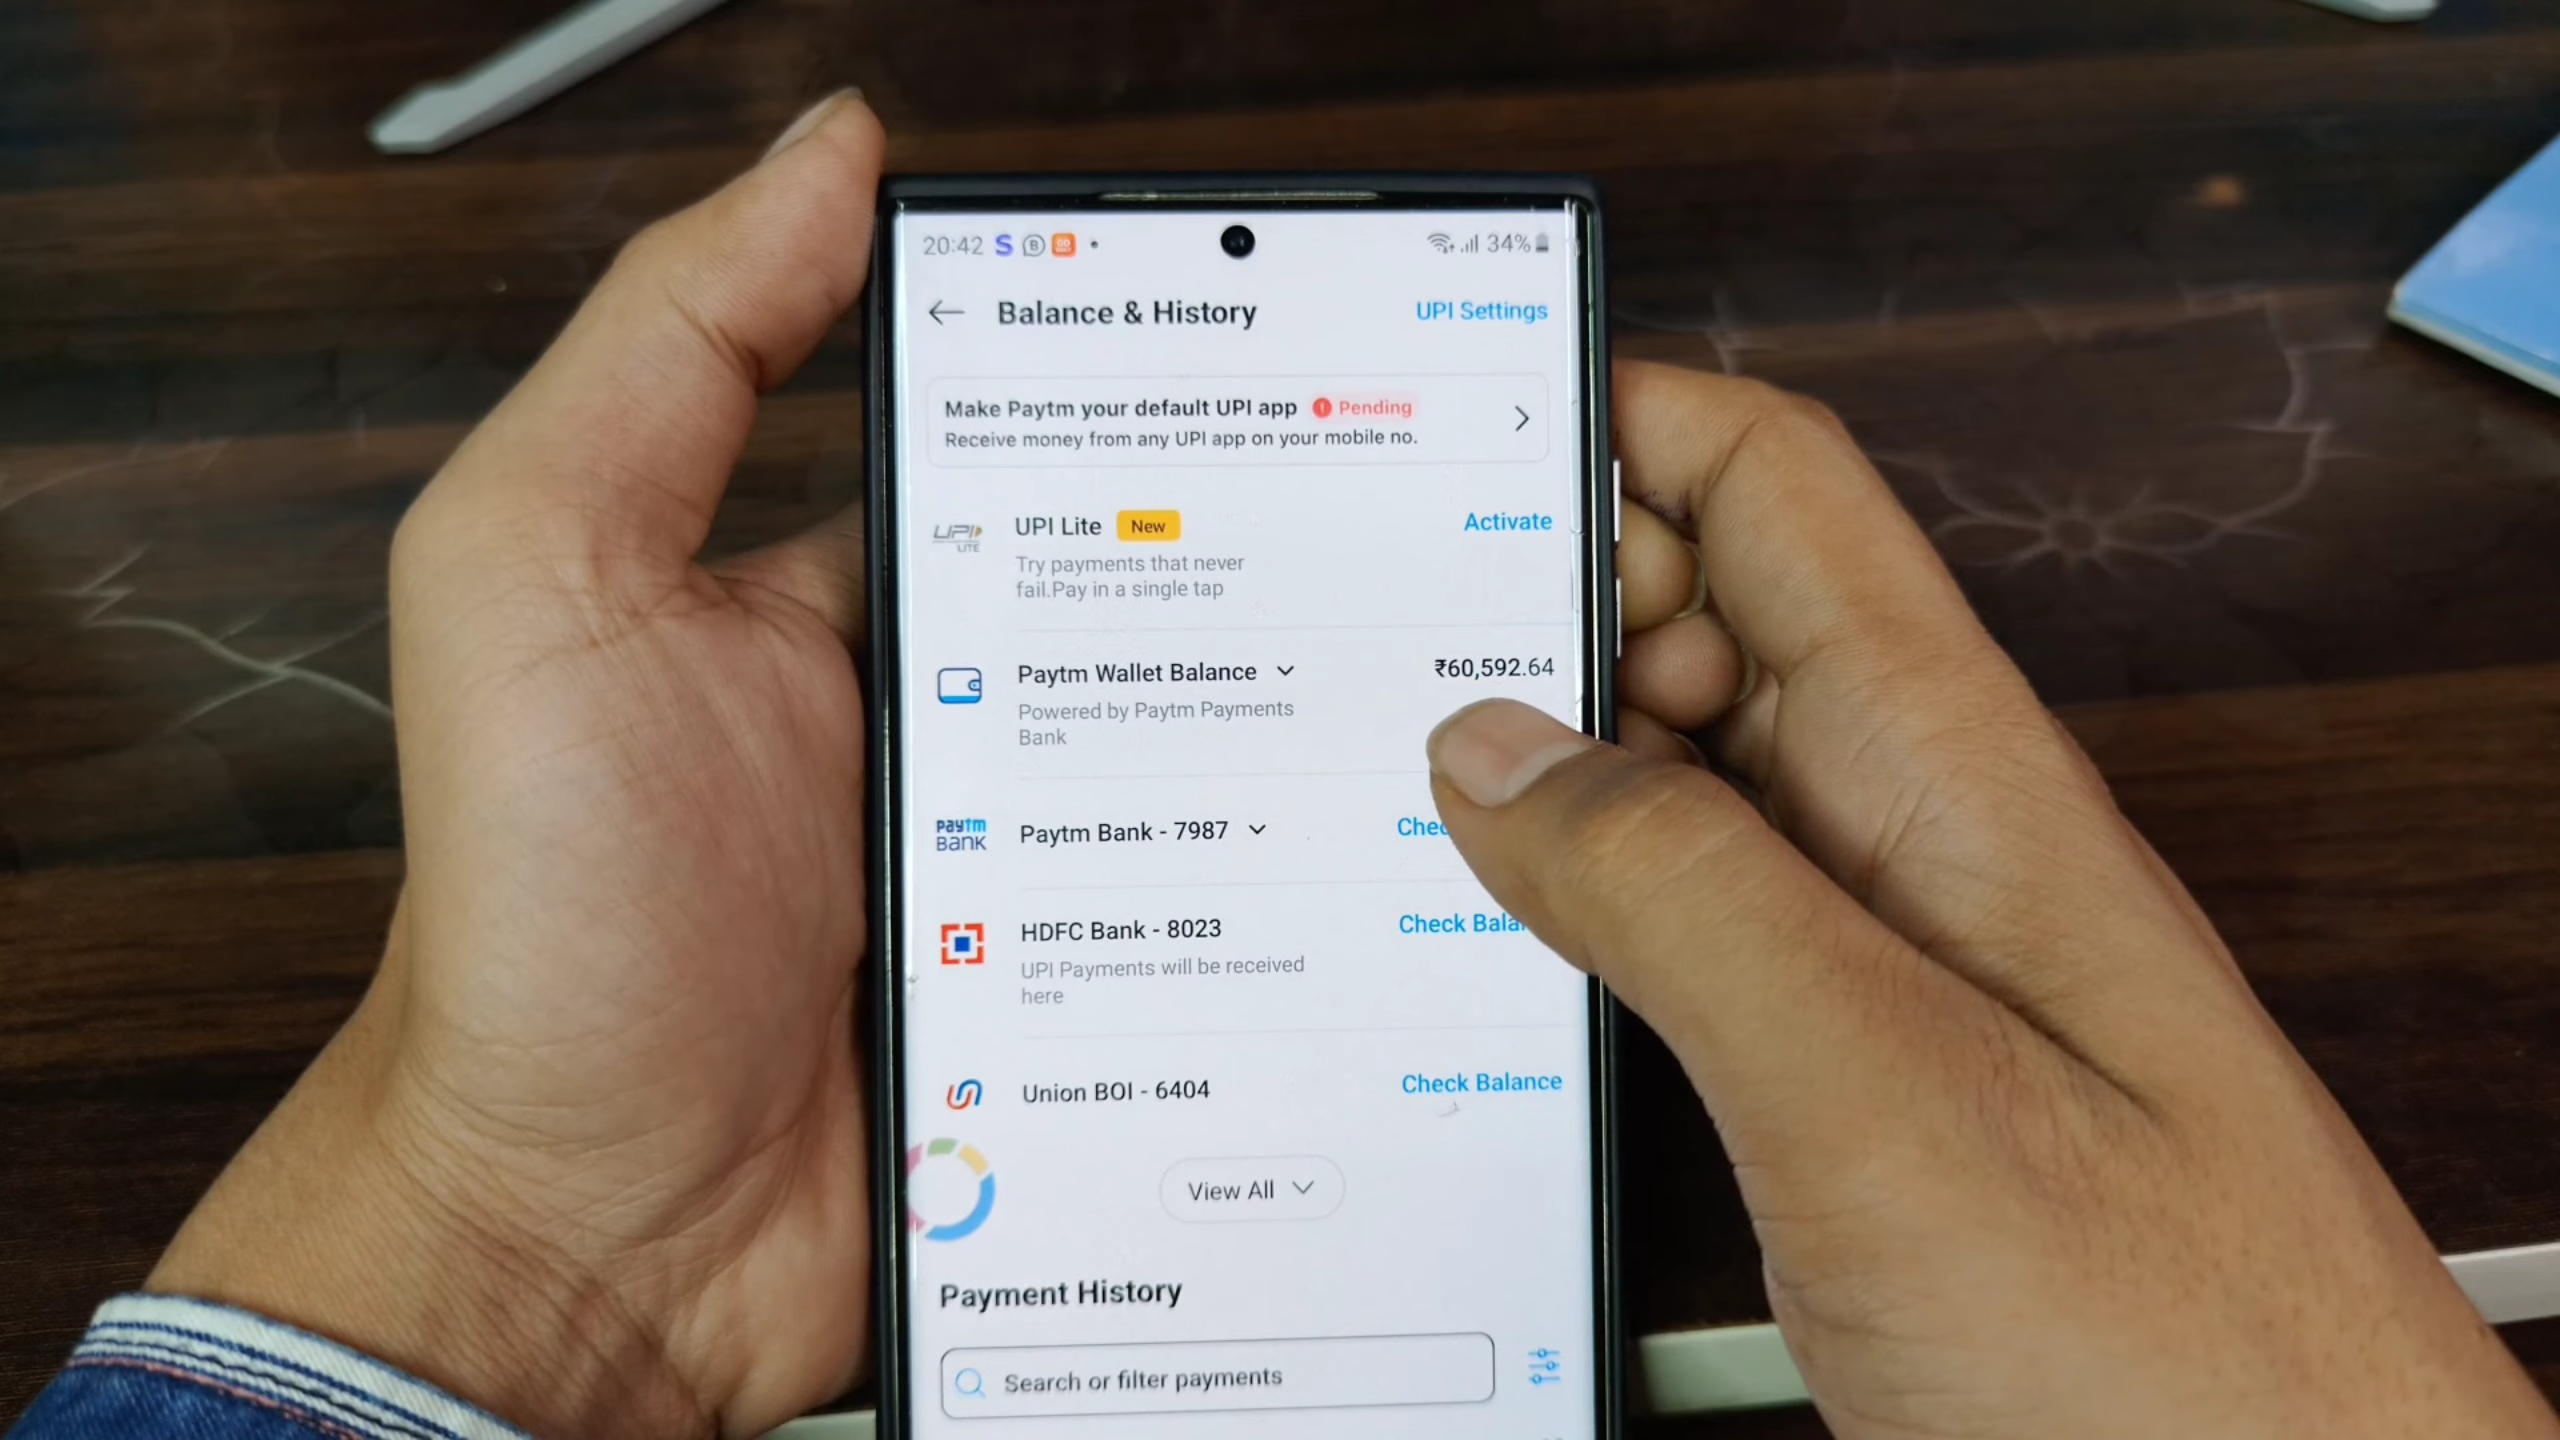 20:42 S B GO 34%
Balance & History UPI Settings
Make Paytm your default UPI app Pending
Receive money from any UPI app on your mobile no.
UPI LITE
UPI Lite New Activate
Try payments that never
fail.Pay in a single tap
Paytm Wallet Balance ₹60,592.64
Powered by Paytm Payments
Bank
paytm
BANK
Paytm Bank - 7987
HDFC Bank - 8023 Check
UPI Payments will be received
here
Union BOI - 6404 Check Balance
View All
Payment History
Search or filter payments